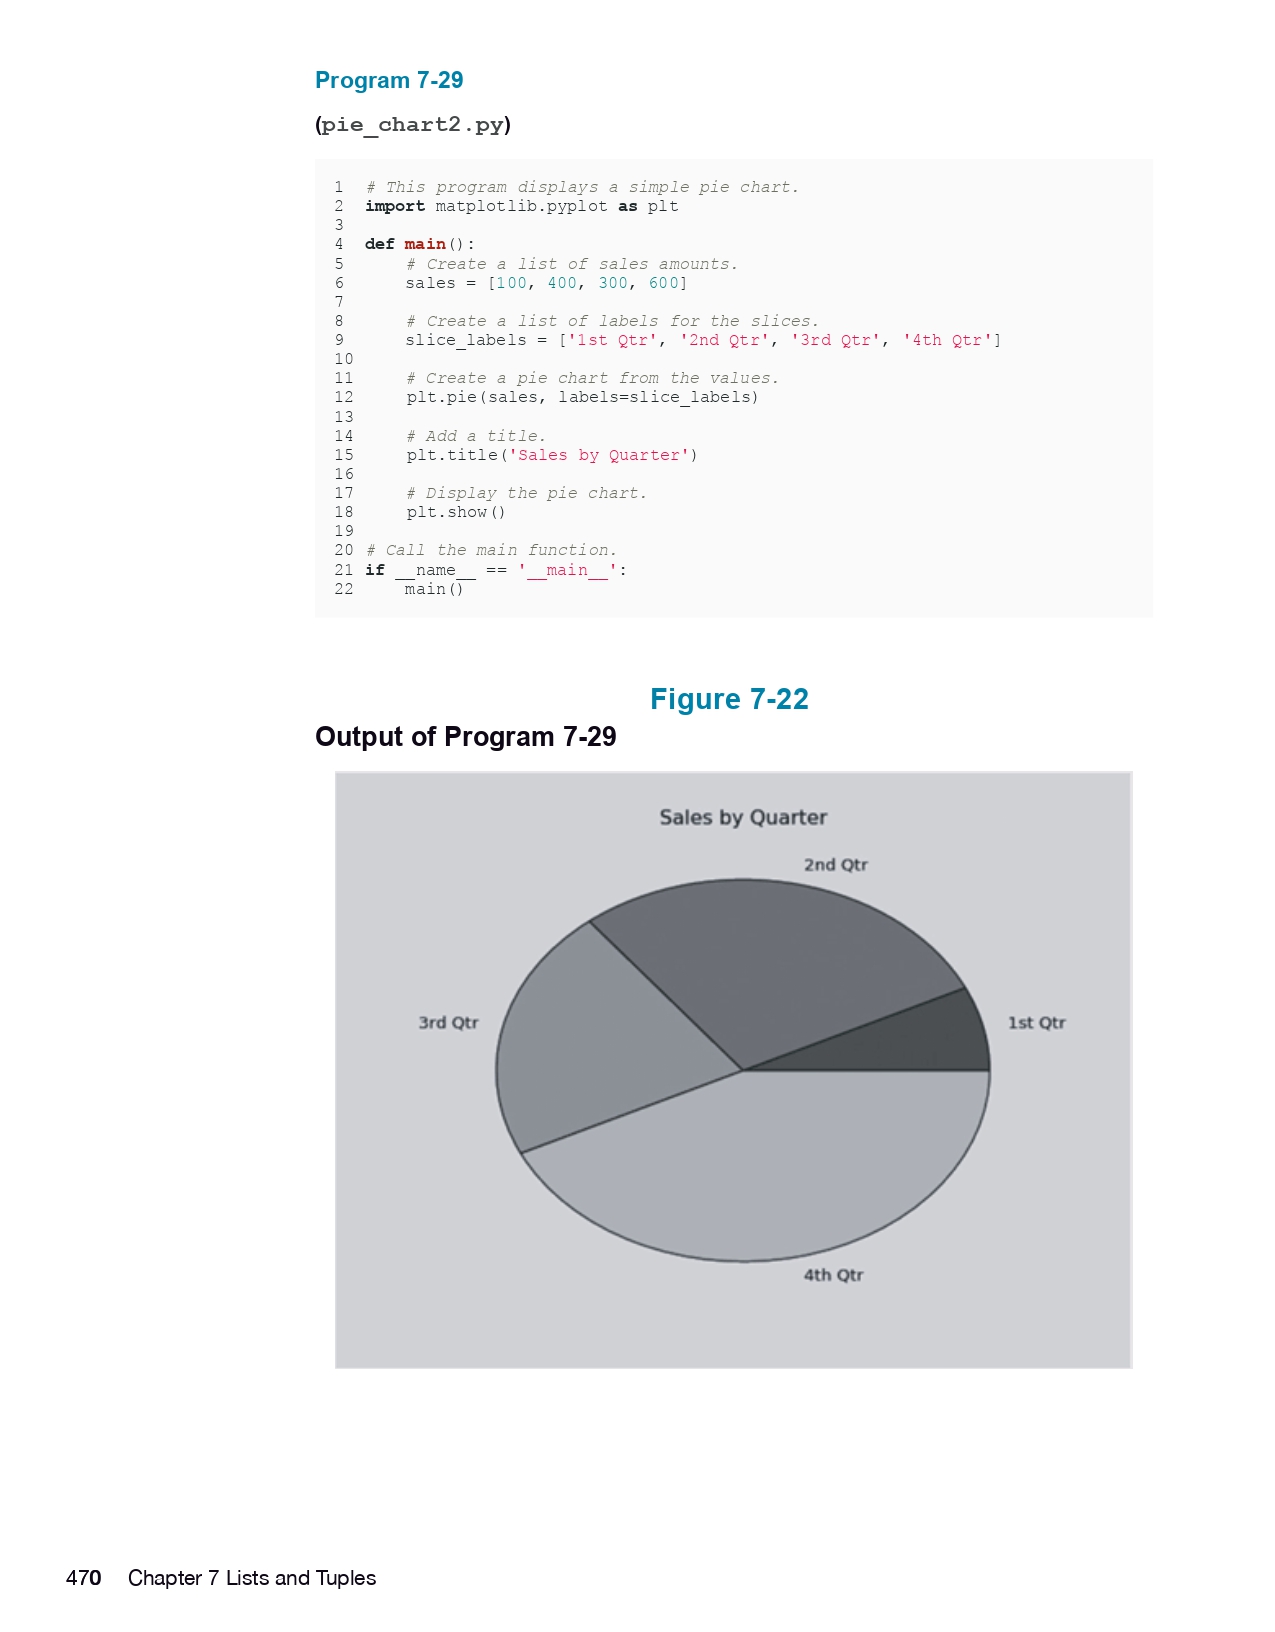 Program 7-29
(pie_chart2.py)
1 # This program displays a simple pie chart.
2 import matplotlib.pyplot as plt
3
4 def main():
5     # Create a list of sales amounts.
6     sales = [100, 400, 300, 600]
7
8     # Create a list of labels for the slices.
9     slice_labels = ['1st Qtr', '2nd Qtr', '3rd Qtr', '4th Qtr']
10
11     # Create a pie chart from the values.
12     plt.pie(sales, labels=slice_labels)
13
14     # Add a title.
15     plt.title('Sales by Quarter')
16
17     # Display the pie chart.
18     plt.show()
19
20 # Call the main function.
21 if __name__ == '__main__':
22     main()
Figure 7-22
Output of Program 7-29
Sales by Quarter
2nd Qtr
3rd Qtr
1st Qtr
4th Qtr
470 Chapter 7 Lists and Tuples